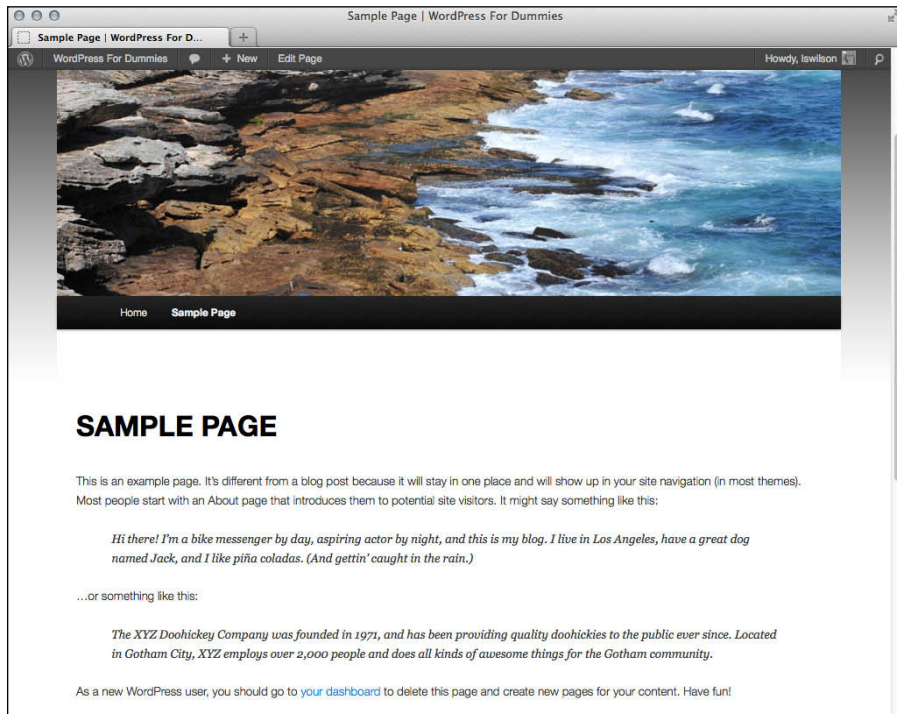 Sample Page | WordPress For Dummies
Sample Page | WordPress For D...
WordPress For Dummies + New Edit Page Howdy, lswilson
Home Sample Page
SAMPLE PAGE
This is an example page. It's different from a blog post because it will stay in one place and will show up in your site navigation (in most themes).
Most people start with an About page that introduces them to potential site visitors. It might say something like this:
Hi there! I'm a bike messenger by day, aspiring actor by night, and this is my blog. I live in Los Angeles, have a great dog
named Jack, and I like piña coladas. (And gettin' caught in the rain.)
…or something like this:
The XYZ Doohickey Company was founded in 1971, and has been providing quality doohickies to the public ever since. Located
in Gotham City, XYZ employs over 2,000 people and does all kinds of awesome things for the Gotham community.
As a new WordPress user, you should go to your dashboard to delete this page and create new pages for your content. Have fun!